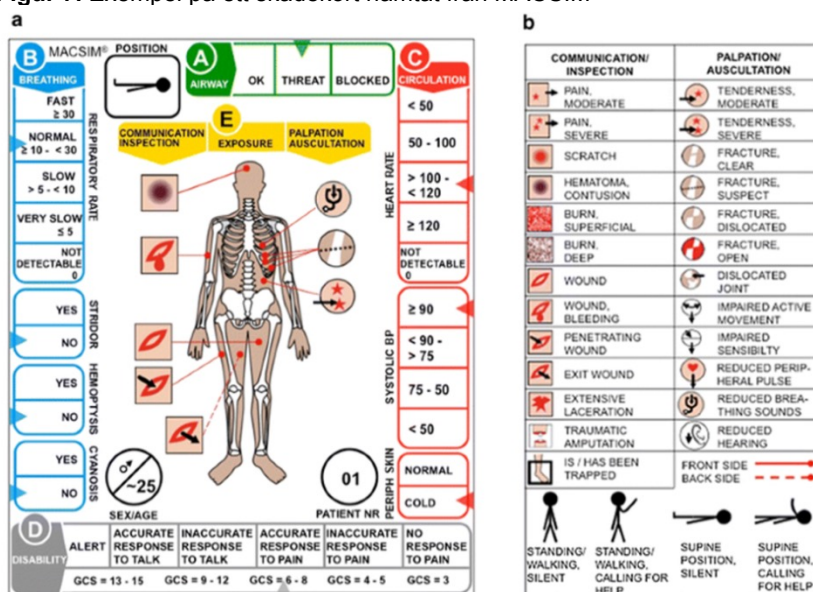 a
b
MACSIM®
POSITION
B
BREATHING
FAST
≥ 30
NORMAL
≥ 10 - < 30
SLOW
> 5 - < 10
VERY SLOW
≤ 5
NOT
DETECTABLE
0
RESPIRATORY RATE
YES
NO
STRIDOR
YES
NO
HEMOPTYSIS
YES
NO
CYANOSIS
A
AIRWAY
OK
THREAT
BLOCKED
C
CIRCULATION
< 50
50 - 100
> 100 -
< 120
≥ 120
NOT
DETECTABLE
0
HEART RATE
≥ 90
< 90 -
> 75
75 - 50
< 50
SYSTOLIC BP
NORMAL
COLD
PERIPH SKIN
E
COMMUNICATION
INSPECTION
EXPOSURE
PALPATION
AUSCULTATION
♂
~25
SEX/AGE
01
PATIENT NR
D
DISABILITY
ALERT
ACCURATE
RESPONSE
TO TALK
INACCURATE
RESPONSE
TO TALK
ACCURATE
RESPONSE
TO PAIN
INACCURATE
RESPONSE
TO PAIN
NO
RESPONSE
TO PAIN
GCS = 13 - 15
GCS = 9 - 12
GCS = 6 - 8
GCS = 4 - 5
GCS = 3
COMMUNICATION/
INSPECTION
PALPATION/
AUSCULTATION
PAIN,
MODERATE
TENDERNESS,
MODERATE
PAIN,
SEVERE
TENDERNESS,
SEVERE
SCRATCH
FRACTURE,
CLEAR
HEMATOMA,
CONTUSION
FRACTURE,
SUSPECT
BURN,
SUPERFICIAL
FRACTURE,
DISLOCATED
BURN,
DEEP
FRACTURE,
OPEN
WOUND
DISLOCATED
JOINT
WOUND,
BLEEDING
IMPAIRED ACTIVE
MOVEMENT
PENETRATING
WOUND
IMPAIRED
SENSIBILTY
EXIT WOUND
REDUCED PERIP-
HERAL PULSE
EXTENSIVE
LACERATION
REDUCED BREA-
THING SOUNDS
TRAUMATIC
AMPUTATION
REDUCED
HEARING
IS / HAS BEEN
TRAPPED
FRONT SIDE
BACK SIDE
STANDING/
WALKING,
SILENT
STANDING/
WALKING,
CALLING FOR
HELP
SUPINE
POSITION,
SILENT
SUPINE
POSITION,
CALLING
FOR HELP